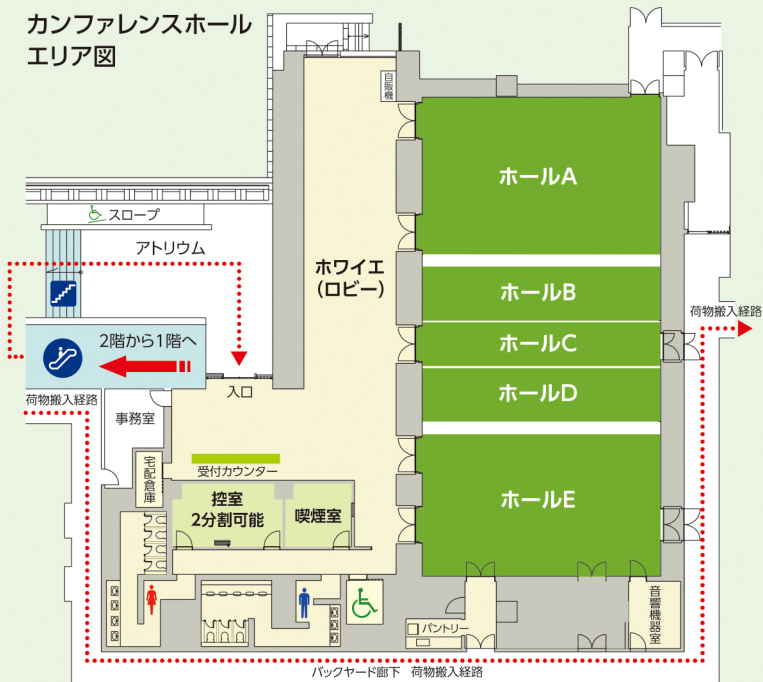 カンファレンスホール
エリア図
自販機
ホールA
スロープ
アトリウム
ホワイエ
(ロビー)
ホールB
荷物搬入経路
2階から1階へ
ホールC
入口
ホールD
荷物搬入経路
事務室
宅配倉庫
受付カウンター
控室
2分割可能
喫煙室
ホールE
音響機器室
パントリー
バックヤード廊下 荷物搬入経路